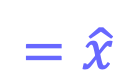 = x̂